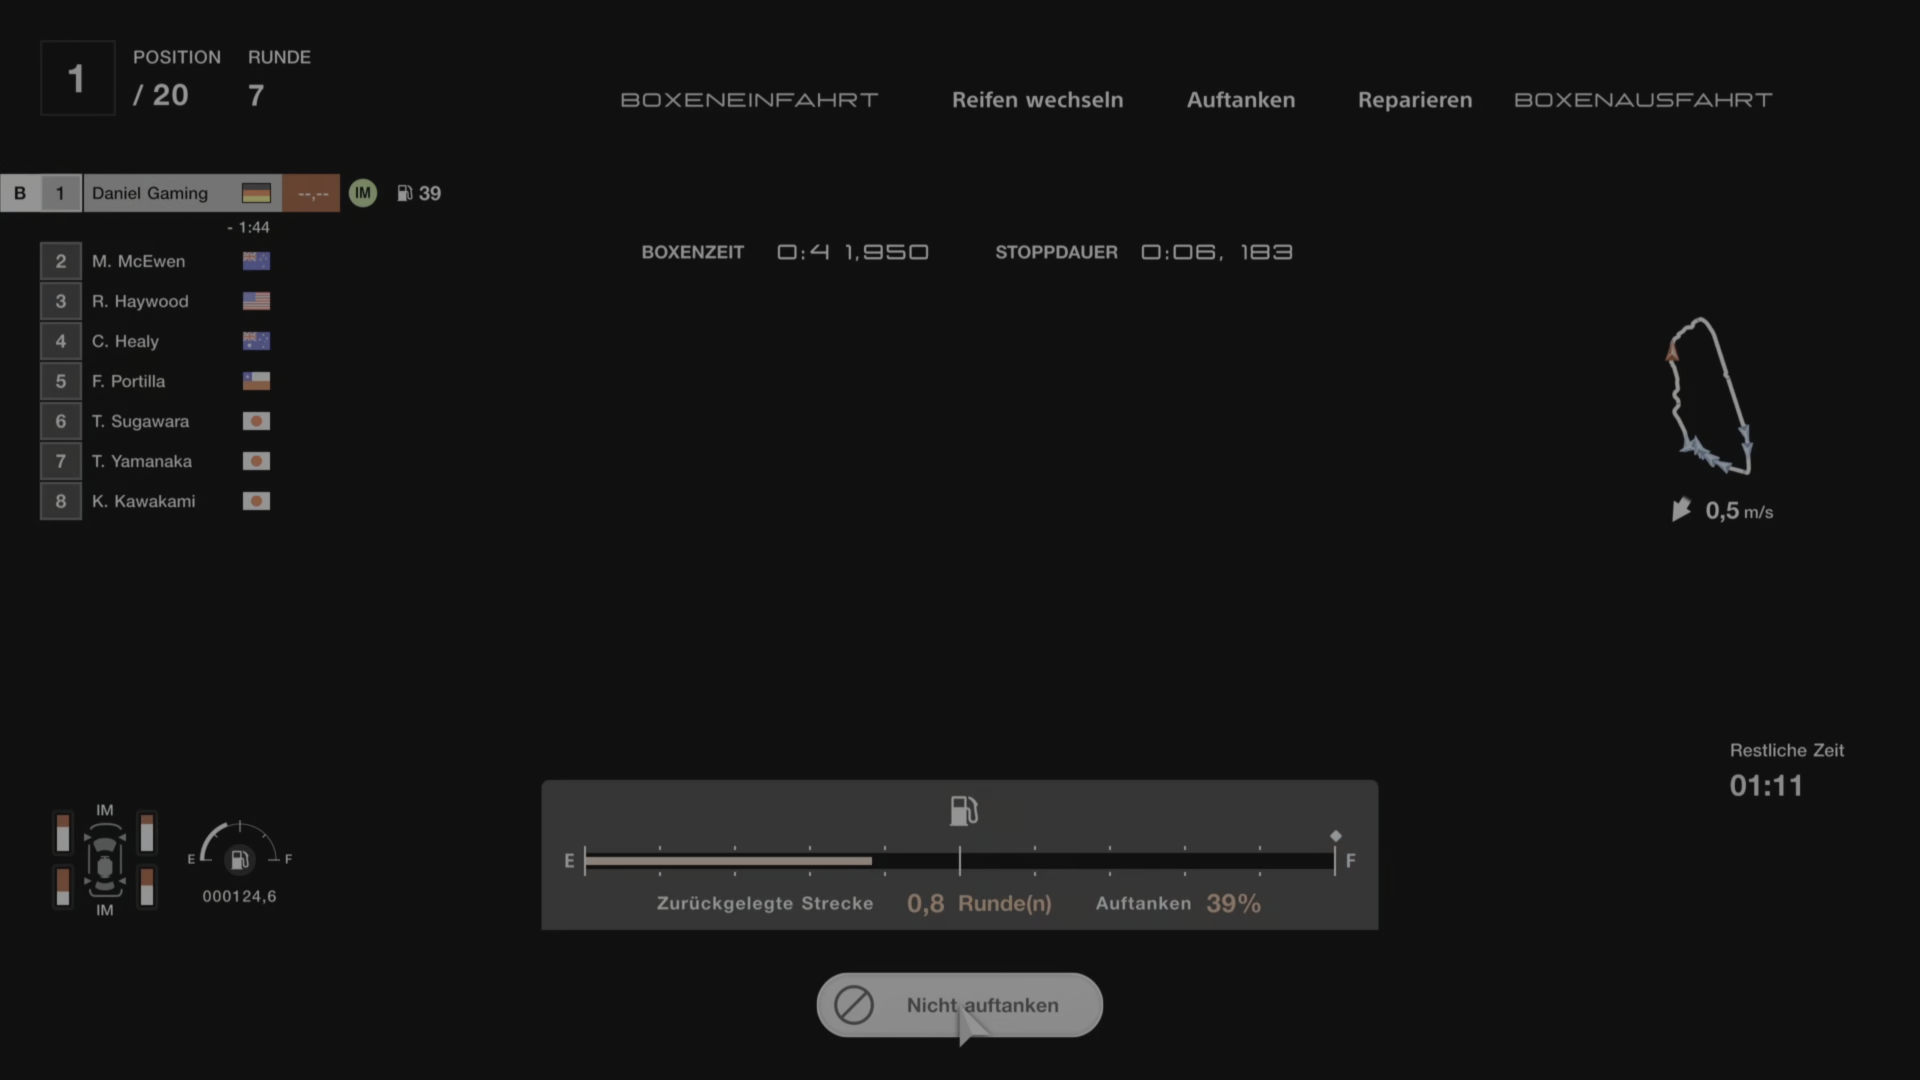 1 POSITION / 20 RUNDE 7
BOXENEINFAHRT Reifen wechseln Auftanken Reparieren BOXENAUSFAHRT
B 1 Daniel Gaming --,-- IM 39
- 1:44
2 M. McEwen
3 R. Haywood
4 C. Healy
5 F. Portilla
6 T. Sugawara
7 T. Yamanaka
8 K. Kawakami
BOXENZEIT 0:41,950 STOPPDAUER 0:06,183
0,5 m/s
Restliche Zeit
01:11
IM
IM
E F
000124,6
E F
Zurückgelegte Strecke 0,8 Runde(n) Auftanken 39%
Nicht auftanken